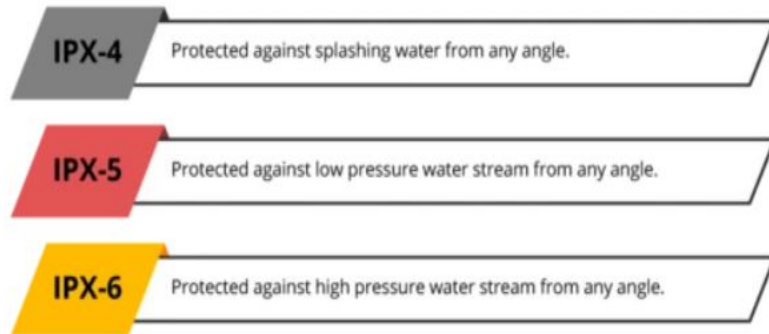 IPX-4
Protected against splashing water from any angle.
IPX-5
Protected against low pressure water stream from any angle.
IPX-6
Protected against high pressure water stream from any angle.